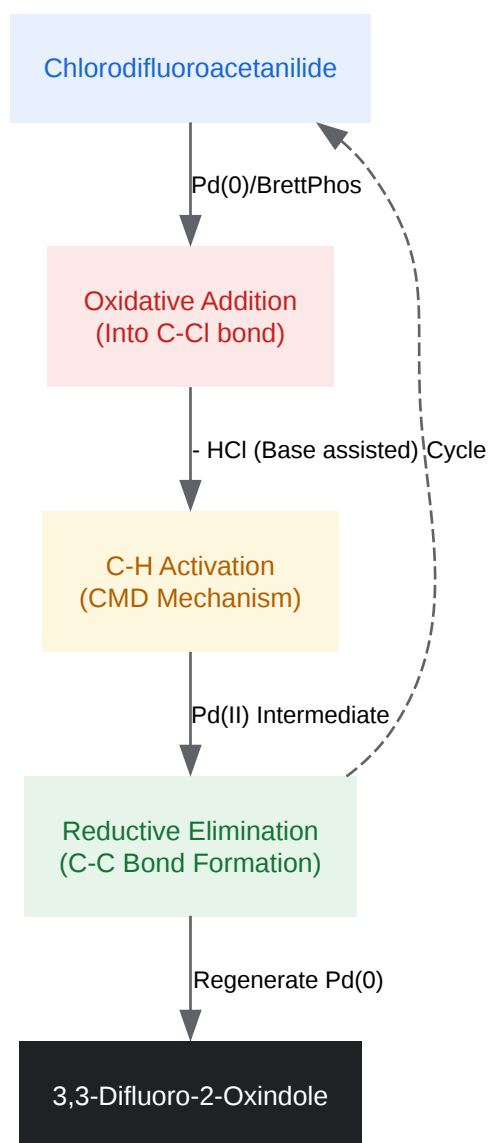 Chlorodifluoroacetanilide
Pd(0)/BrettPhos
Oxidative Addition
(Into C-Cl bond)
- HCl (Base assisted)
Cycle
C-H Activation
(CMD Mechanism)
Pd(II) Intermediate
Reductive Elimination
(C-C Bond Formation)
Regenerate Pd(0)
3,3-Difluoro-2-Oxindole